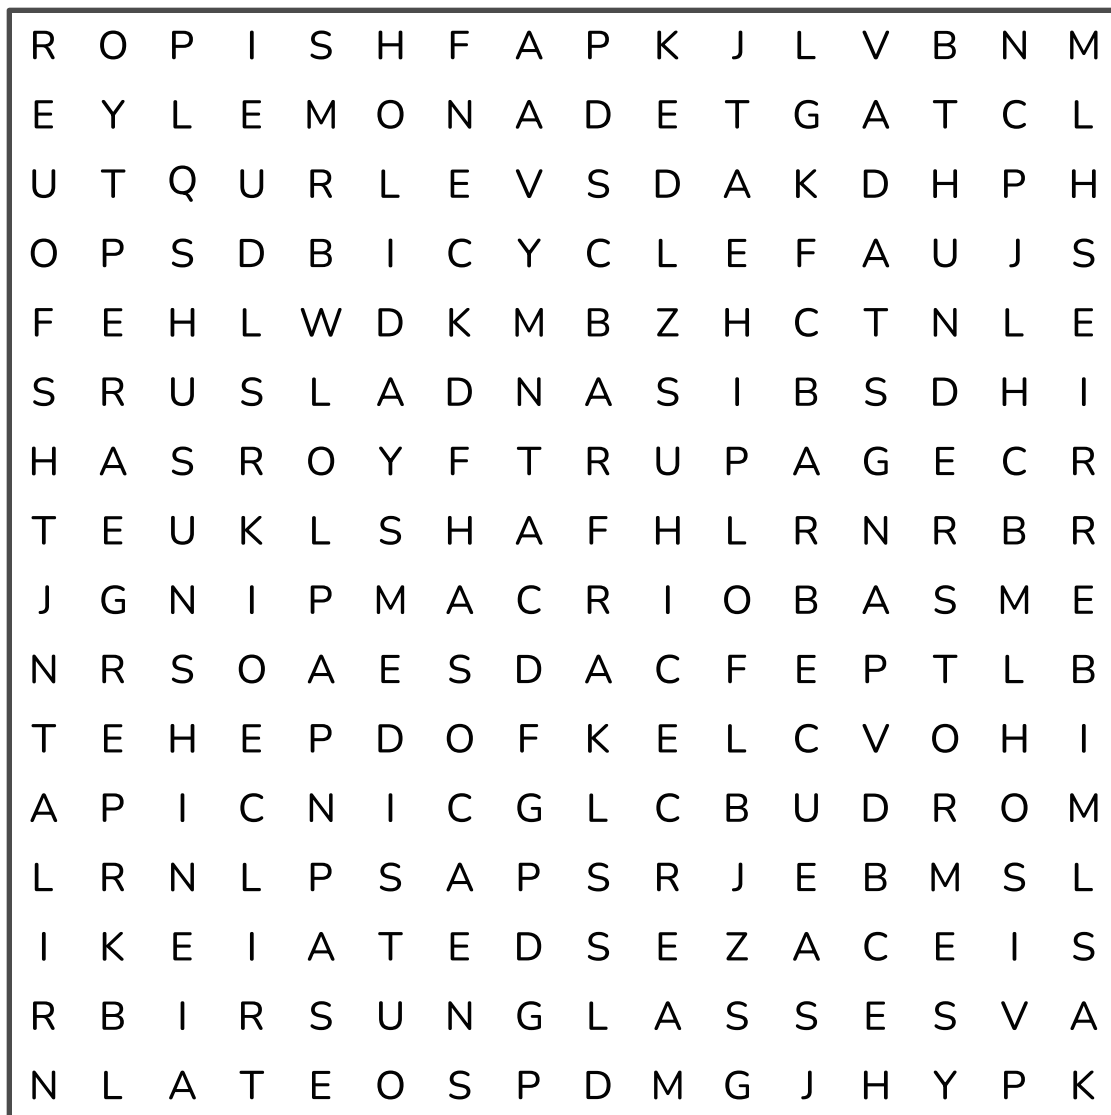 R O P I S H F A P K J L V B N M
E Y L E M O N A D E T G A T C L
U T Q U R L E V S D A K D H P H
O P S D B I C Y C L E F A U J S
F E H L W D K M B Z H C T N L E
S R U S L A D N A S I B S D H I
H A S R O Y F T R U P A G E C R
T E U K L S H A F H L R N R B R
J G N I P M A C R I O B A S M E
N R S O A E S D A C F E P T L B
T E H E P D O F K E L C V O H I
A P I C N I C G L C B U D R O M
L R N L P S A P S R J E B M S L
I K E I A T E D S E Z A C E I S
R B I R S U N G L A S S E S V A
N L A T E O S P D M G J H Y P K